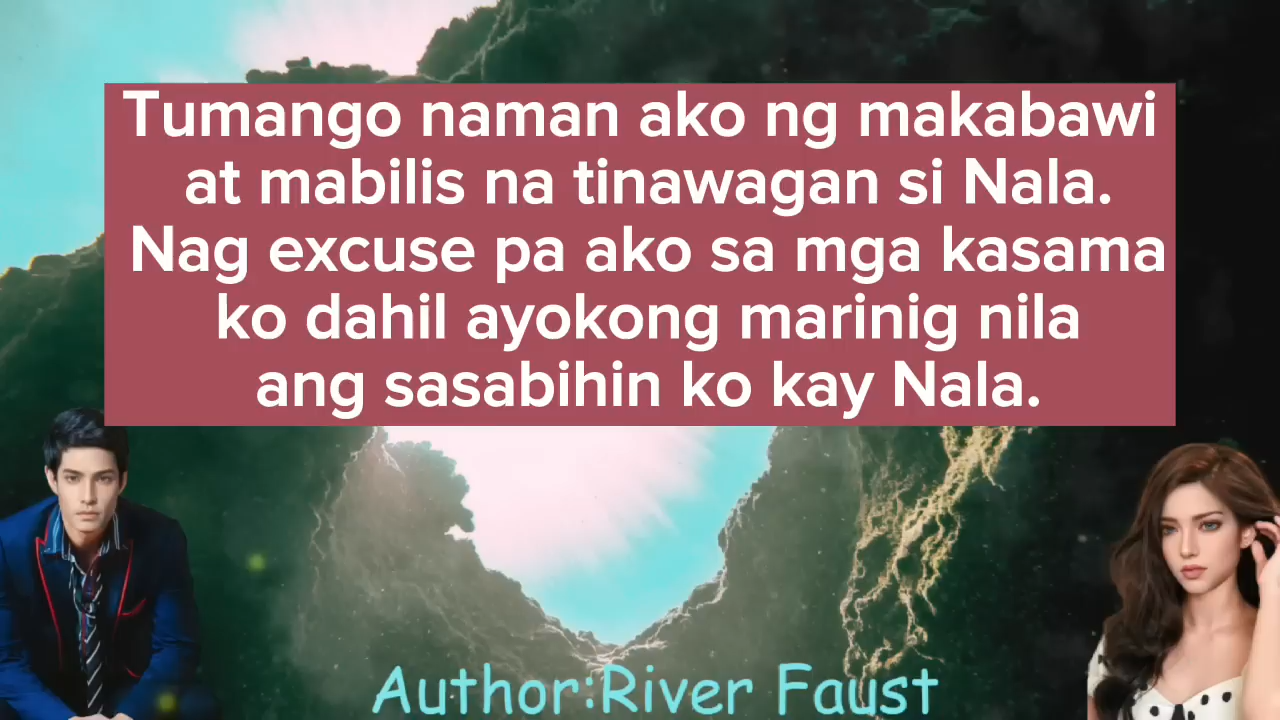 Tumango naman ako ng makabawi
at mabilis na tinawagan si Nala.
Nag excuse pa ako sa mga kasama
ko dahil ayokong marinig nila
ang sasabihin ko kay Nala.
Author:River Faust